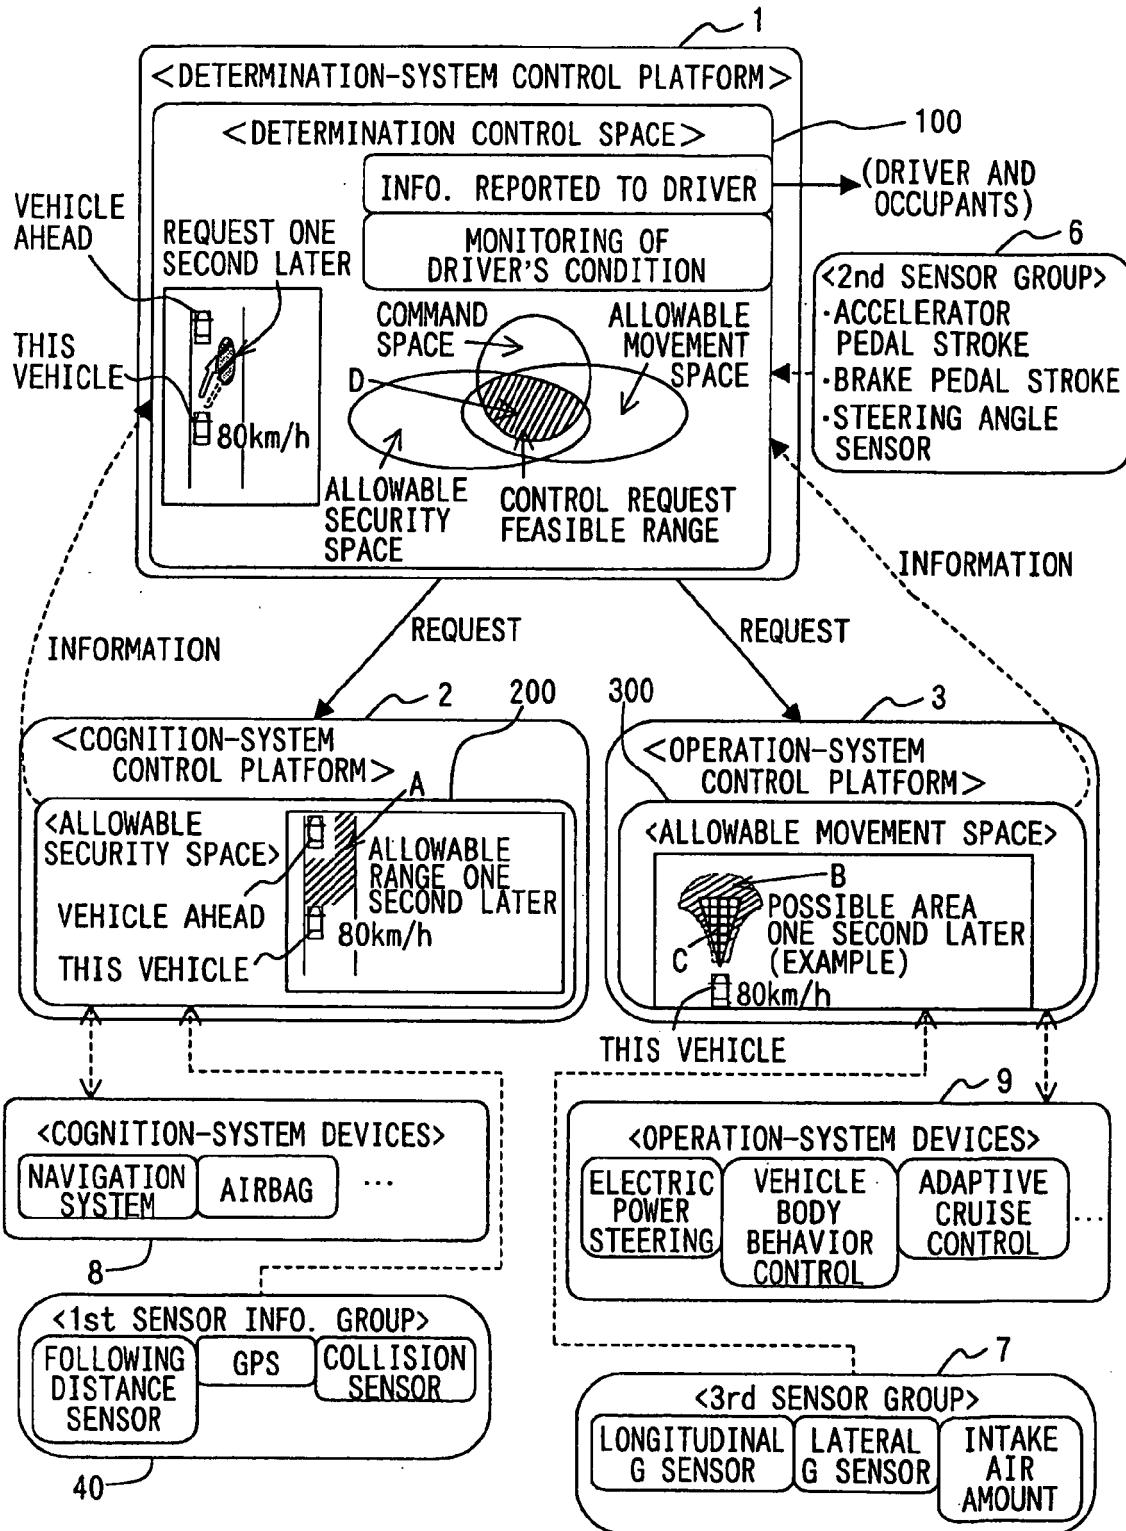 1
<DETERMINATION-SYSTEM CONTROL PLATFORM>
<DETERMINATION CONTROL SPACE>
100
INFO. REPORTED TO DRIVER
(DRIVER AND
OCCUPANTS)
MONITORING OF
DRIVER'S CONDITION
VEHICLE
AHEAD
REQUEST ONE
SECOND LATER
THIS
VEHICLE
80km/h
COMMAND
SPACE
ALLOWABLE
MOVEMENT
SPACE
D
ALLOWABLE
SECURITY
SPACE
CONTROL REQUEST
FEASIBLE RANGE
6
<2nd SENSOR GROUP>
·ACCELERATOR
PEDAL STROKE
·BRAKE PEDAL STROKE
·STEERING ANGLE
SENSOR
INFORMATION
REQUEST
REQUEST
INFORMATION
2
200
<COGNITION-SYSTEM
CONTROL PLATFORM>
<ALLOWABLE
SECURITY SPACE>
A
ALLOWABLE
RANGE ONE
SECOND LATER
VEHICLE AHEAD
80km/h
THIS VEHICLE
300
3
<OPERATION-SYSTEM
CONTROL PLATFORM>
<ALLOWABLE MOVEMENT SPACE>
B
POSSIBLE AREA
ONE SECOND LATER
(EXAMPLE)
C
80km/h
THIS VEHICLE
<COGNITION-SYSTEM DEVICES>
NAVIGATION
SYSTEM
AIRBAG
...
8
9
<OPERATION-SYSTEM DEVICES>
ELECTRIC
POWER
STEERING
VEHICLE
BODY
BEHAVIOR
CONTROL
ADAPTIVE
CRUISE
CONTROL
...
<1st SENSOR INFO. GROUP>
FOLLOWING
DISTANCE
SENSOR
GPS
COLLISION
SENSOR
40
7
<3rd SENSOR GROUP>
LONGITUDINAL
G SENSOR
LATERAL
G SENSOR
INTAKE
AIR
AMOUNT